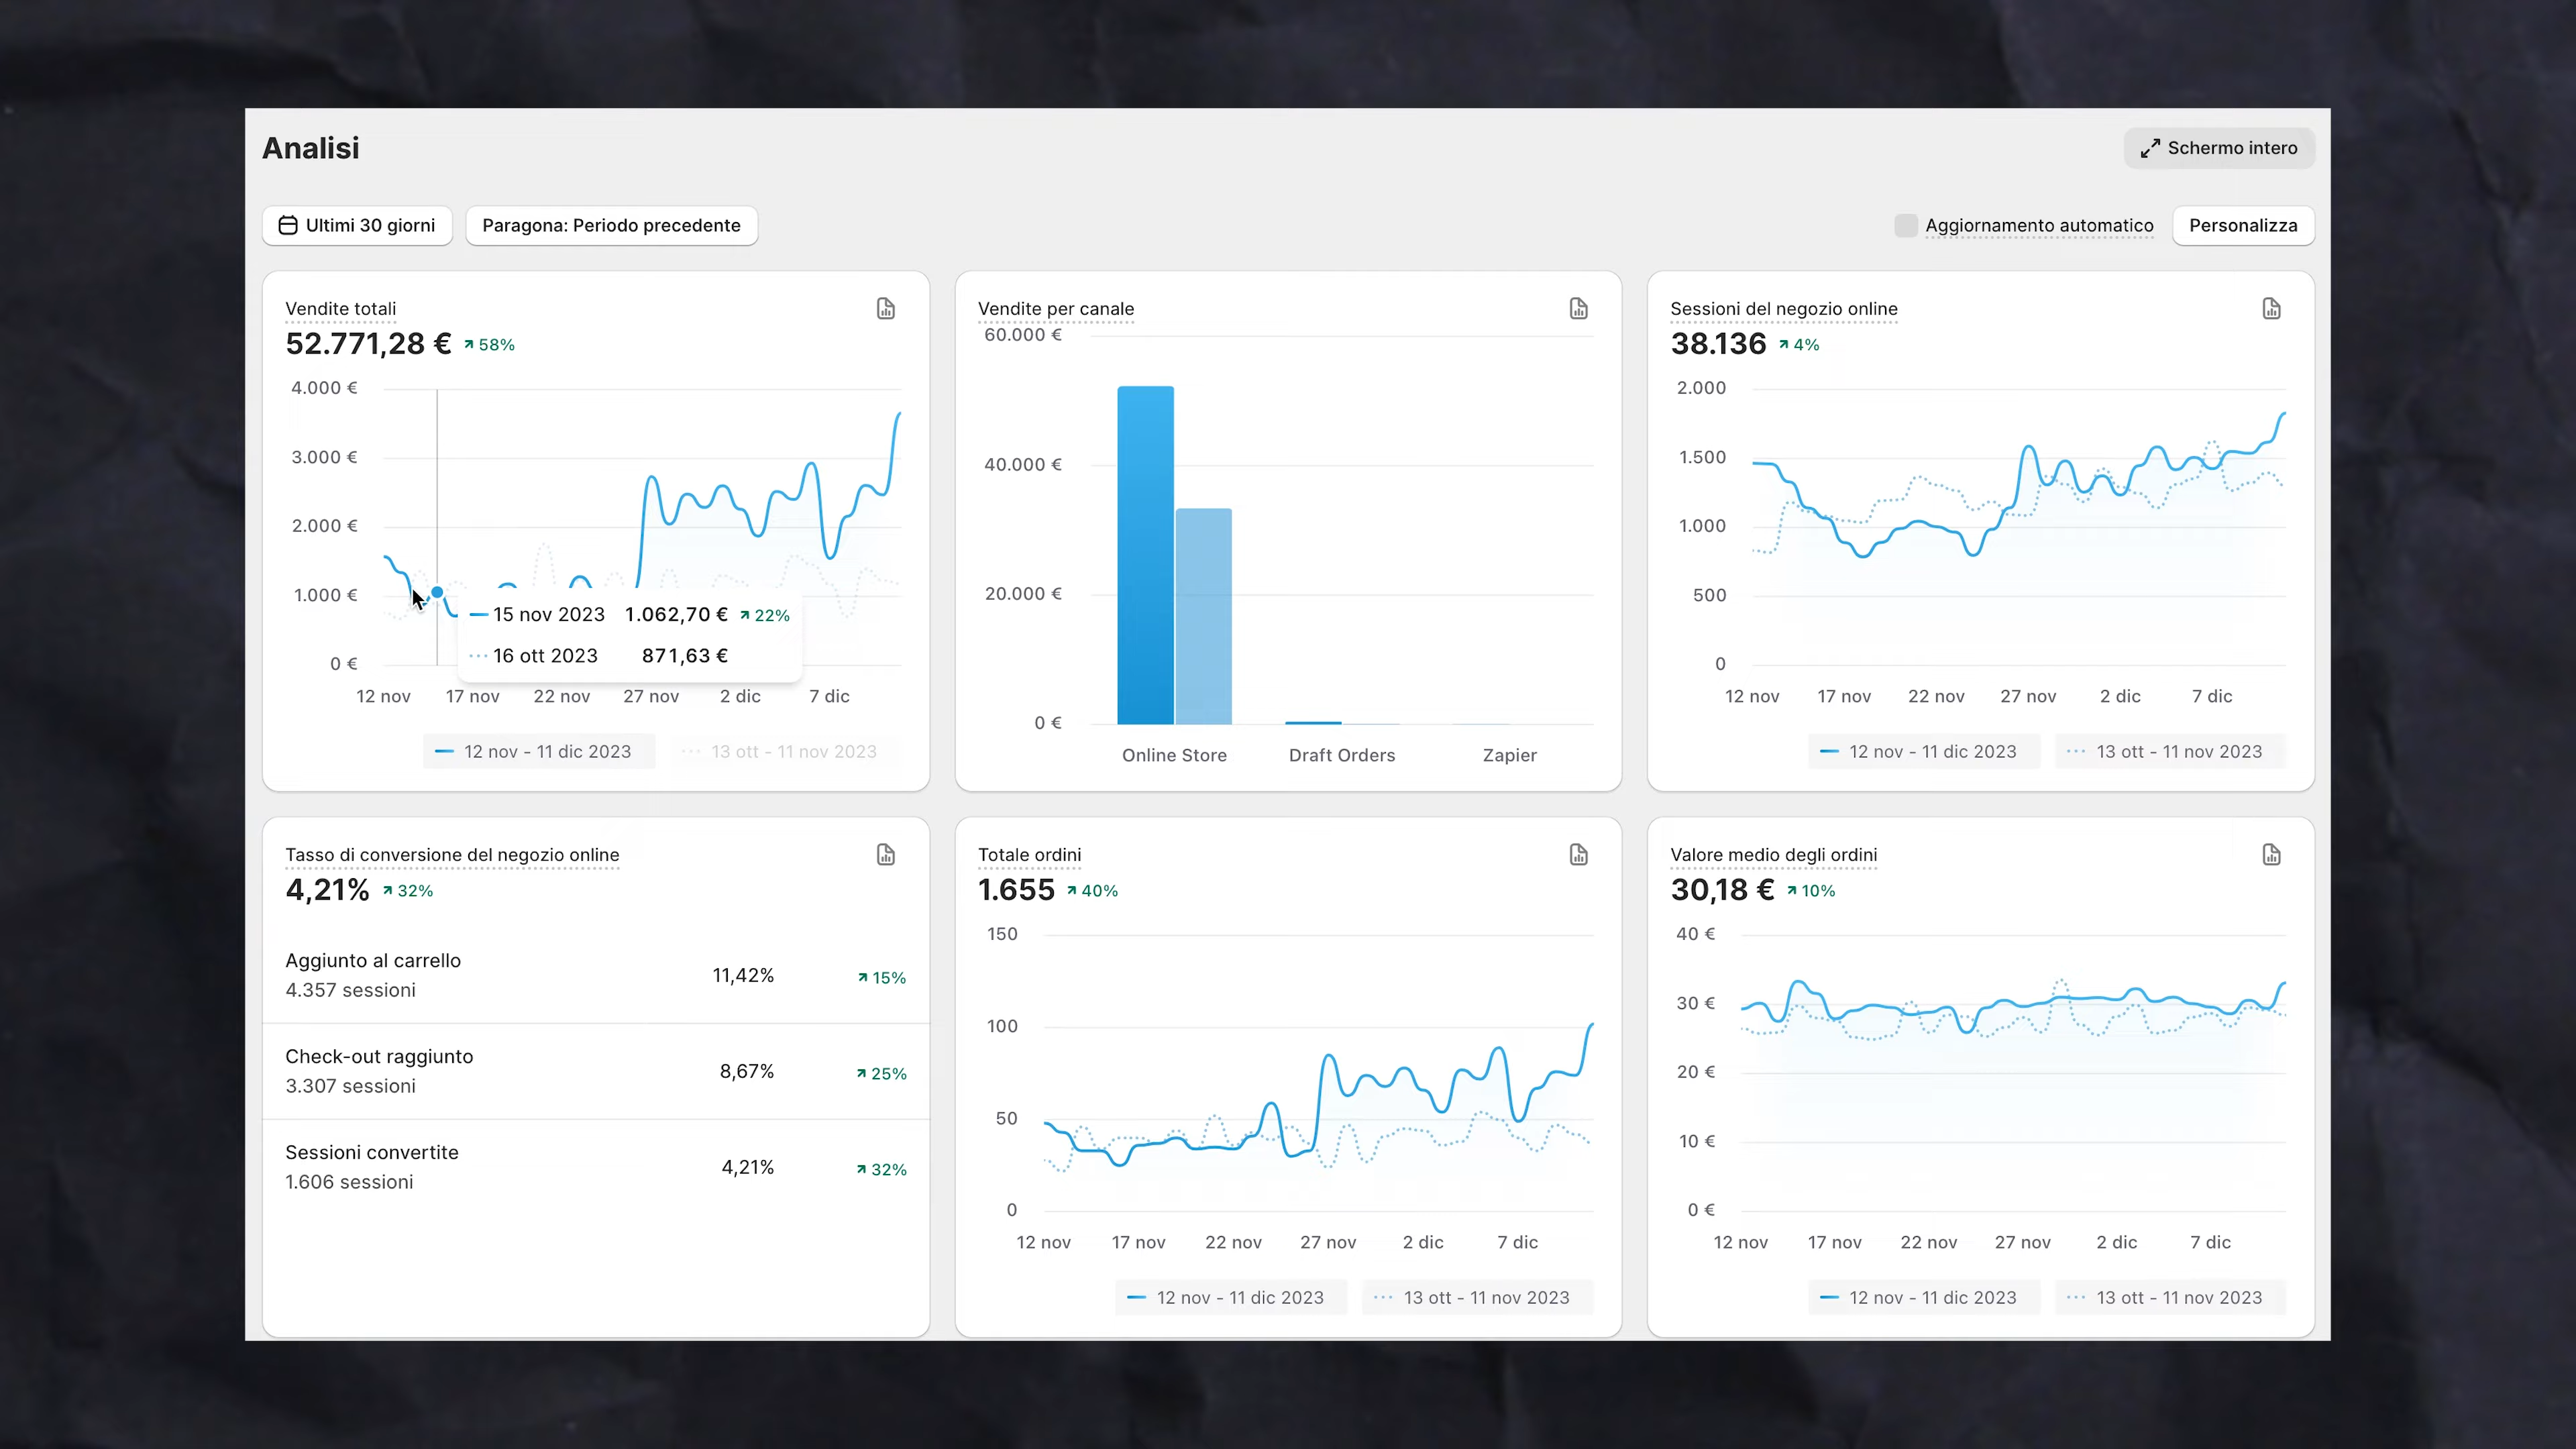 Analisi
Schermo intero
Ultimi 30 giorni
Paragona: Periodo precedente
Aggiornamento automatico
Personalizza
Vendite totali
52.771,28 € 58%
4.000 €
3.000 €
2.000 €
1.000 €
0 €
15 nov 2023 1.062,70 € 22%
16 ott 2023 871,63 €
12 nov 17 nov 22 nov 27 nov 2 dic 7 dic
12 nov - 11 dic 2023 13 ott - 11 nov 2023
Vendite per canale
60.000 €
40.000 €
20.000 €
0 €
Online Store Draft Orders Zapier
Sessioni del negozio online
38.136 4%
2.000
1.500
1.000
500
0
12 nov 17 nov 22 nov 27 nov 2 dic 7 dic
12 nov - 11 dic 2023 13 ott - 11 nov 2023
Tasso di conversione del negozio online
4,21% 32%
Aggiunto al carrello
4.357 sessioni
11,42% 15%
Check-out raggiunto
3.307 sessioni
8,67% 25%
Sessioni convertite
1.606 sessioni
4,21% 32%
Totale ordini
1.655 40%
150
100
50
0
12 nov 17 nov 22 nov 27 nov 2 dic 7 dic
12 nov - 11 dic 2023 13 ott - 11 nov 2023
Valore medio degli ordini
30,18 € 10%
40 €
30 €
20 €
10 €
0 €
12 nov 17 nov 22 nov 27 nov 2 dic 7 dic
12 nov - 11 dic 2023 13 ott - 11 nov 2023